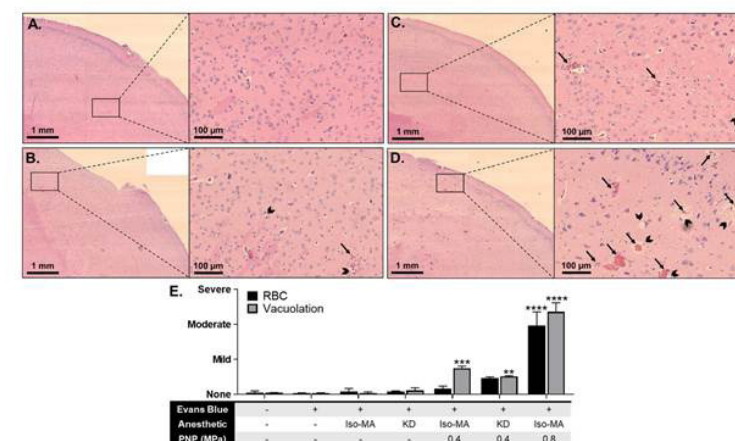 A.
1 mm
100 µm
C.
1 mm
100 µm
B.
1 mm
100 µm
D.
1 mm
100 µm
E.
Severe
Moderate
Mild
None
RBC
Vacuolation
*** ** **** ****
Evans Blue - + + + + + +
Anesthetic - - Iso-MA KD Iso-MA KD Iso-MA
PNP (MPa) - - - - 0.4 0.4 0.8